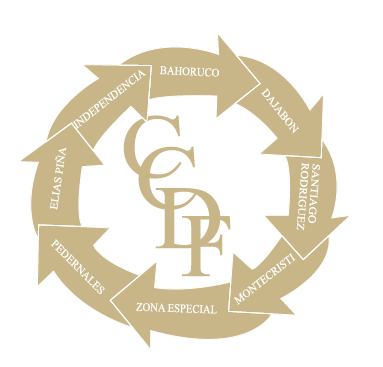 BAHORUCO
DAJABON
SANTIAGO
RODRIGUEZ
MONTECRISTI
ZONA ESPECIAL
PEDERNALES
ELIAS PIÑA
INDEPENDENCIA
CCDF